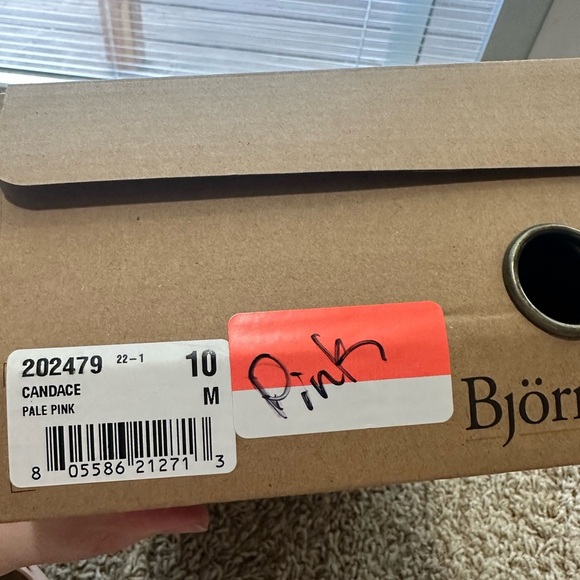 202479 22-1 10
CANDACE M
PALE PINK
8 05586 21271 3
Pink
Björn